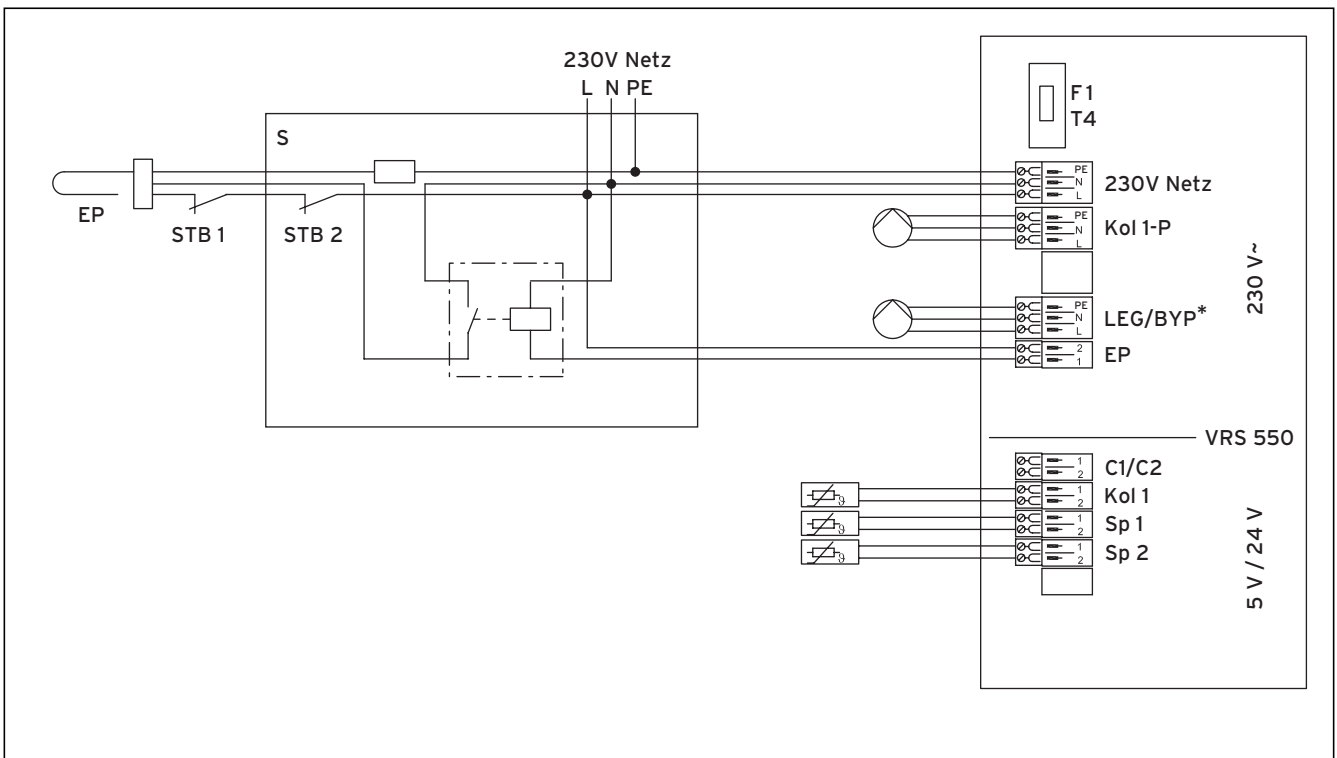 230V Netz
L N PE
S
EP
STB 1
STB 2
F1
T4
PE
N
L
230V Netz
PE
N
L
Kol 1-P
PE
N
L
LEG/BYP*
2
1
EP
230 V~
VRS 550
1
2
C1/C2
ϑ
1
2
Kol 1
ϑ
1
2
Sp 1
ϑ
1
2
Sp 2
5 V / 24 V